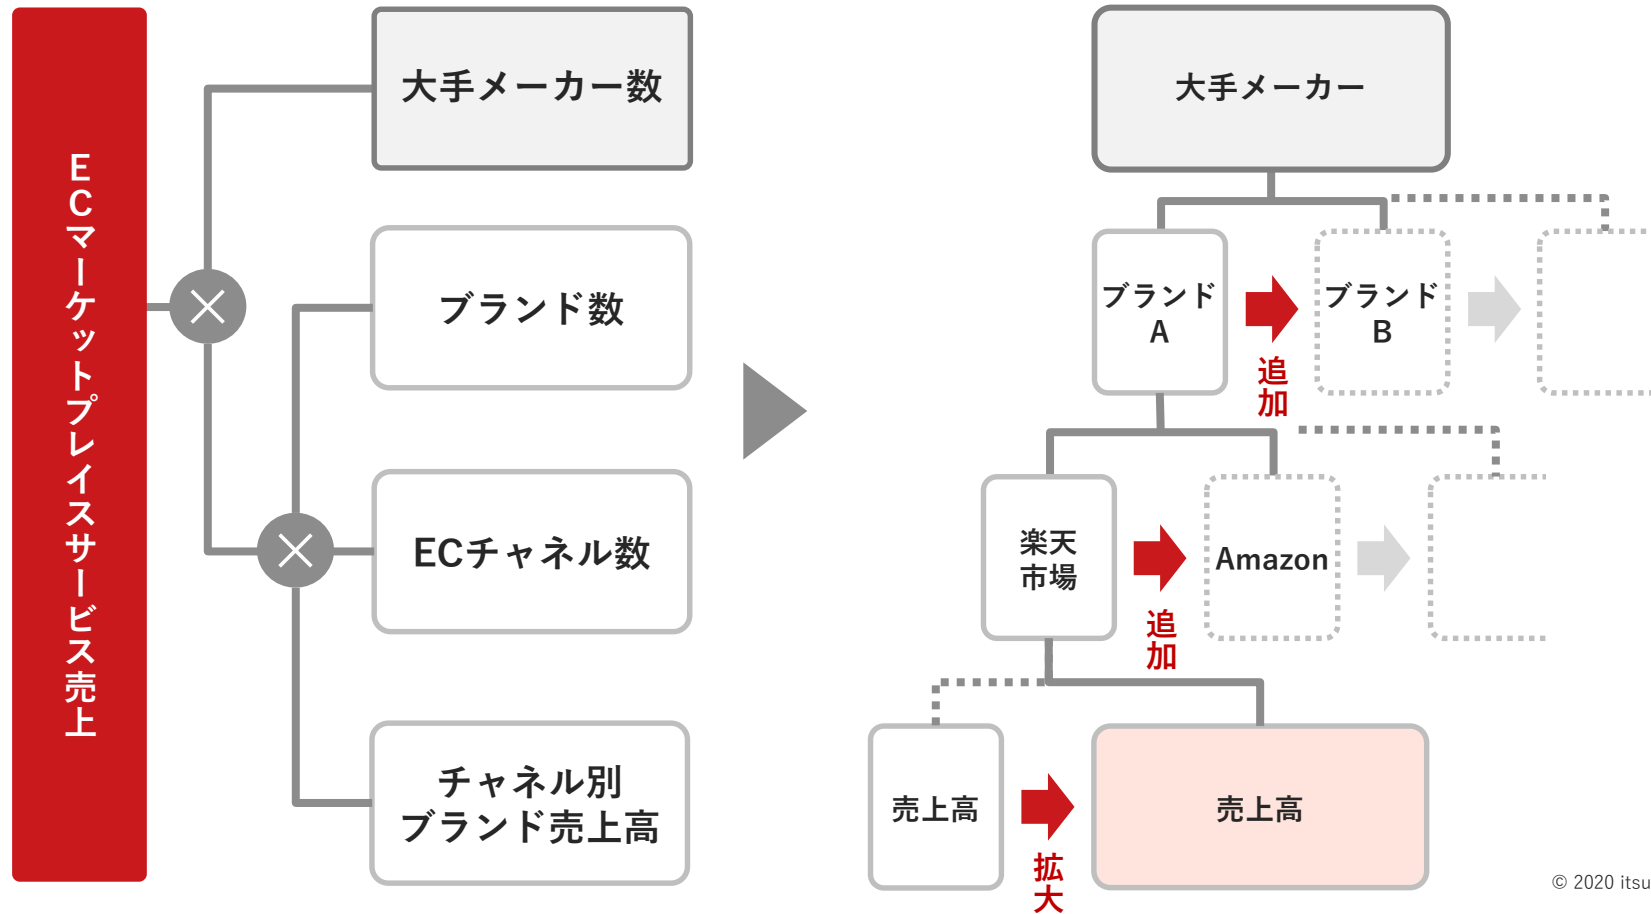 ECマーケットプレイスサービス売上
大手メーカー数
ブランド数
ECチャネル数
チャネル別
ブランド売上高
大手メーカー
ブランド
A
追加
ブランド
B
楽天
市場
追加
Amazon
売上高
拡大
売上高
© 2020 itsu